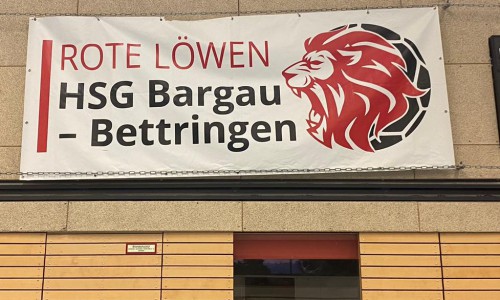 ROTE LÖWEN
HSG Bargau
– Bettringen